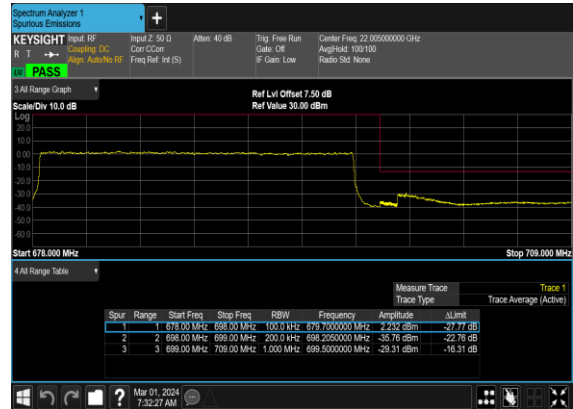 Spectrum Analyzer 1
Spurious Emissions
KEYSIGHT Input: RF Input Z: 50 Ω Atten: 40 dB Trig: Free Run Center Freq: 22.005000000 GHz
R T Coupling: DC Corr CCorr Gate: Off Avg|Hold: 100/100
Align: Auto/No RF Freq Ref: Int (S) IF Gain: Low Radio Std: None
PASS
3 All Range Graph
Ref Lvl Offset 7.50 dB
Scale/Div 10.0 dB Ref Value 30.00 dBm
Log
20.0
10.0
0.00
-10.0
-20.0
-30.0
-40.0
-50.0
-60.0
Start 678.000 MHz Stop 709.000 MHz
4 All Range Table
Measure Trace Trace 1
Trace Type Trace Average (Active)
Spur Range Start Freq Stop Freq RBW Frequency Amplitude ΔLimit
1 1 678.00 MHz 698.00 MHz 100.0 kHz 679.7000000 MHz 2.232 dBm -27.77 dB
2 2 698.00 MHz 699.00 MHz 200.0 kHz 698.2050000 MHz -35.76 dBm -22.76 dB
3 3 699.00 MHz 709.00 MHz 1.000 MHz 699.5000000 MHz -29.31 dBm -16.31 dB
Mar 01, 2024
7:32:27 AM